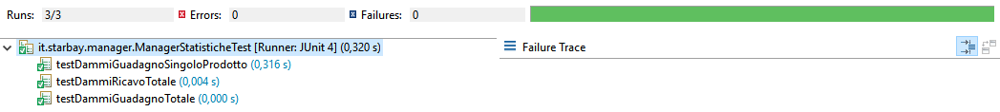 Runs: 3/3 Errors: 0 Failures: 0
it.starbay.manager.ManagerStatisticheTest [Runner: JUnit 4] (0,320 s)
testDammiGuadagnoSingoloProdotto (0,316 s)
testDammiRicavoTotale (0,004 s)
testDammiGuadagnoTotale (0,000 s)
Failure Trace